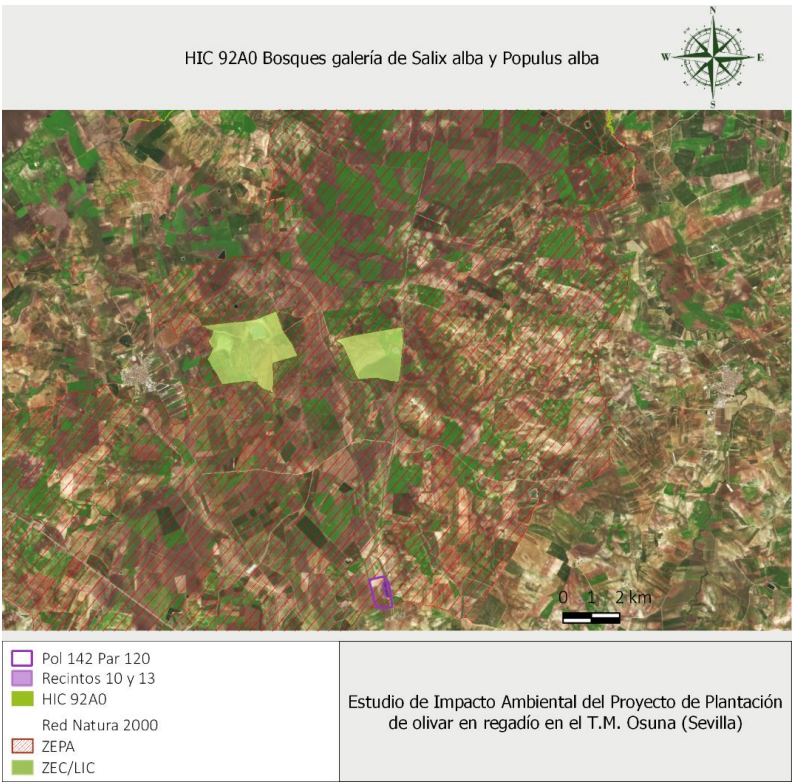 HIC 92A0 Bosques galería de Salix alba y Populus alba
N
W
E
S
0 1 2 km
Pol 142 Par 120
Recintos 10 y 13
HIC 92A0
Red Natura 2000
ZEPA
ZEC/LIC
Estudio de Impacto Ambiental del Proyecto de Plantación
de olivar en regadío en el T.M. Osuna (Sevilla)